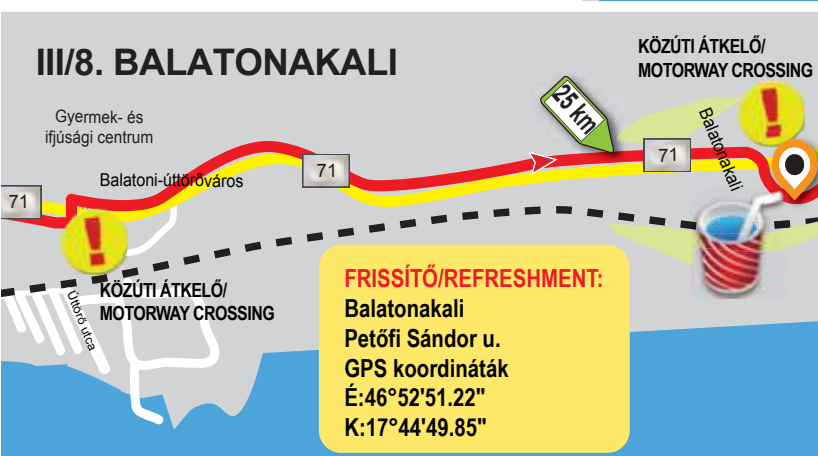 III/8. BALATONAKALI
KÖZÚTI ÁTKELŐ/
MOTORWAY CROSSING
Gyermek- és
ifjúsági centrum
25 km
Balatonakali
71
71
Balatoni-úttörőváros
71
KÖZÚTI ÁTKELŐ/
MOTORWAY CROSSING
Úttörő utca
FRISSÍTŐ/REFRESHMENT:
Balatonakali
Petőfi Sándor u.
GPS koordináták
É:46°52'51.22"
K:17°44'49.85"